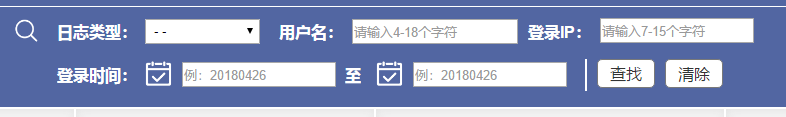 日志类型： - - 用户名： 请输入4-18个字符 登录IP： 请输入7-15个字符
登录时间： 例：20180426 至 例：20180426 查找 清除